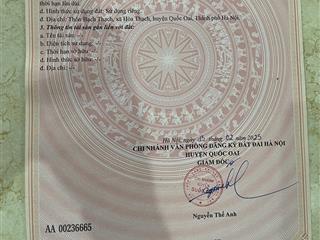 thời hạn lâu dài.
đ. Hình thức sử dụng đất: Sử dụng riêng.
g. Địa chỉ: Thôn Bạch Thạch, xã Hòa Thạch, huyện Quốc Oai, Thành phố Hà Nội.
3. Thông tin tài sản gắn liền với đất:
a. Tên tài sản: -/-
b. Diện tích sử dụng: -/-
c. Hình thức sở hữu: -/-
d. Thời hạn sở hữu: -/-
đ. Địa chỉ: -/-
Hà Nội, ngày 02 2025
CHI NHÁNH VĂN PHÒNG ĐĂNG KÝ ĐẤT ĐAI HÀ NỘI
HUYỆN QUỐC OAI
GIÁM ĐỐC
Nguyễn Thế Anh
AA 00236665